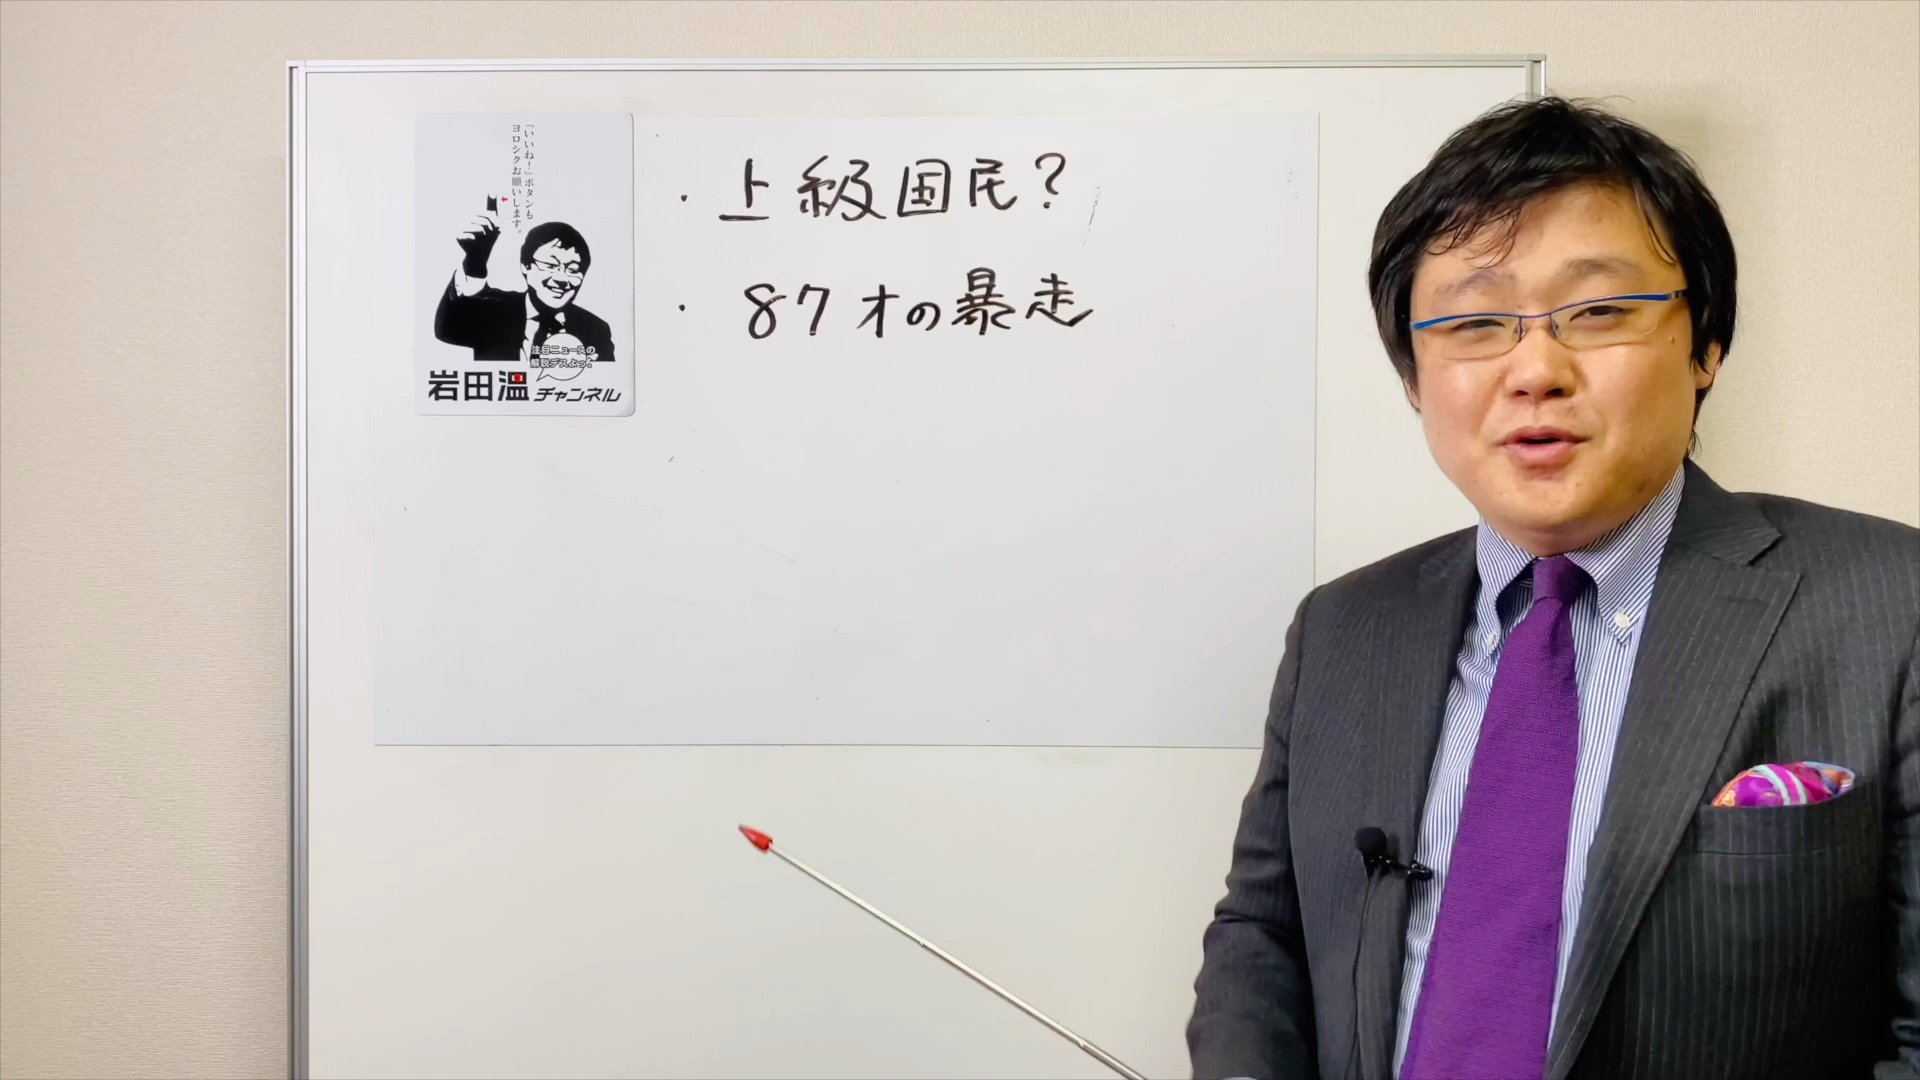 「いいね!」ボタンも
ヨロシクお願いします。
注目ニュースの
解説デスよっ!
岩田温チャンネル
・上級国民?
・87才の暴走